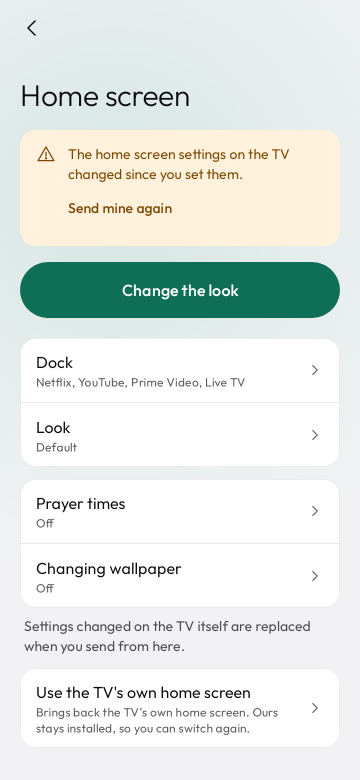 Home screen
The home screen settings on the TV
changed since you set them.
Send mine again
Change the look
Dock
Netflix, YouTube, Prime Video, Live TV
Look
Default
Prayer times
Off
Changing wallpaper
Off
Settings changed on the TV itself are replaced
when you send from here.
Use the TV's own home screen
Brings back the TV's own home screen. Ours
stays installed, so you can switch again.